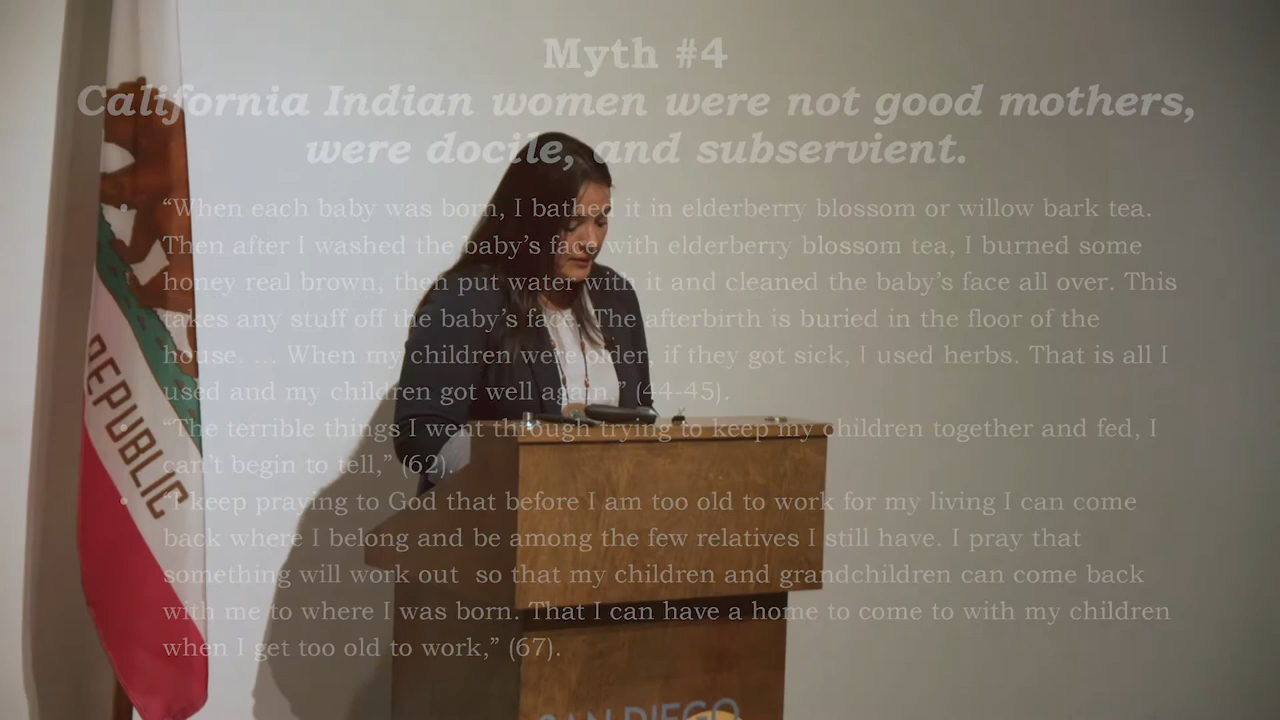 Myth #4
California Indian women were not good mothers,
were docile, and subservient.
• “When each baby was born, I bathed it in elderberry blossom or willow bark tea.
Then after I washed the baby’s face with elderberry blossom tea, I burned some
honey real brown, then put water with it and cleaned the baby’s face all over. This
takes any stuff off the baby’s face. The afterbirth is buried in the floor of the
house. … When my children were older, if they got sick, I used herbs. That is all I
used and my children got well again.” (44-45).
• “The terrible things I went through trying to keep my children together and fed, I
can’t begin to tell,” (62).
• “I keep praying to God that before I am too old to work for my living I can come
back where I belong and be among the few relatives I still have. I pray that
something will work out so that my children and grandchildren can come back
with me to where I was born. That I can have a home to come to with my children
when I get too old to work,” (67).
REPUBLIC
SAN DIEGO